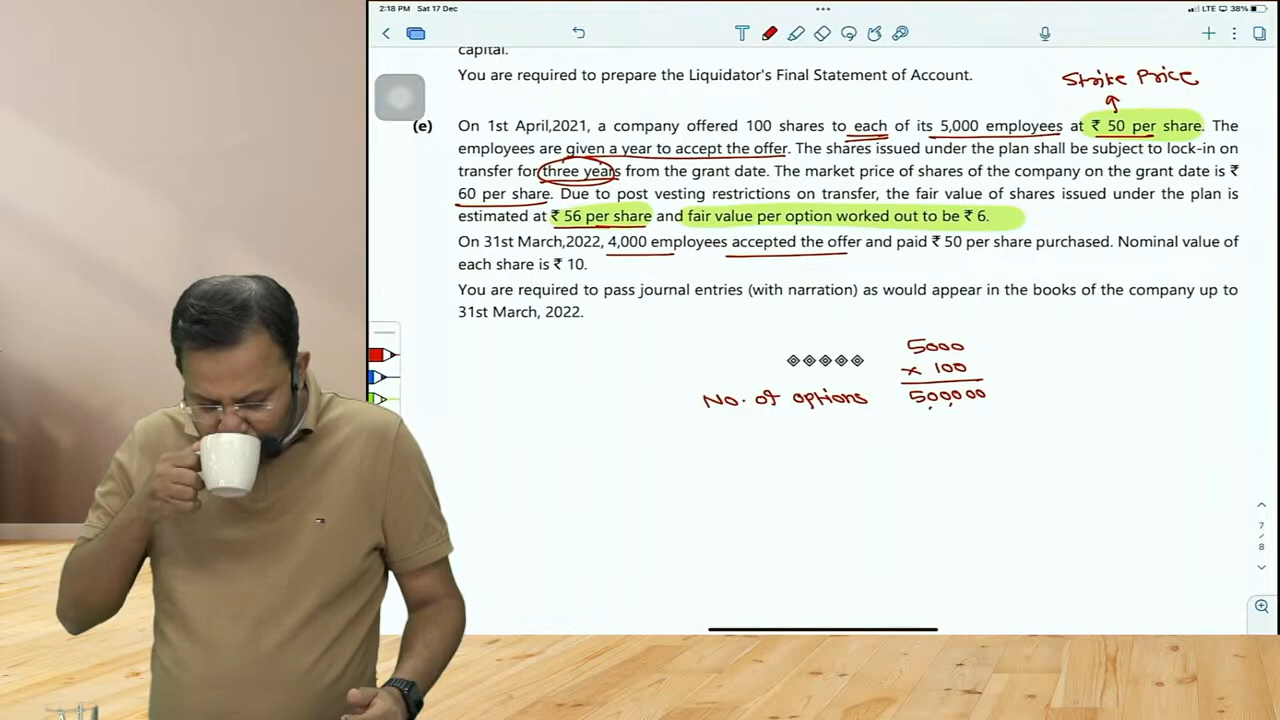 2:18 PM Sat 17 Dec
LTE 38%
capital.
You are required to prepare the Liquidator's Final Statement of Account.
Strike Price
(e) On 1st April,2021, a company offered 100 shares to each of its 5,000 employees at ₹ 50 per share. The
employees are given a year to accept the offer. The shares issued under the plan shall be subject to lock-in on
transfer for three years from the grant date. The market price of shares of the company on the grant date is ₹
60 per share. Due to post vesting restrictions on transfer, the fair value of shares issued under the plan is
estimated at ₹ 56 per share and fair value per option worked out to be ₹ 6.
On 31st March,2022, 4,000 employees accepted the offer and paid ₹ 50 per share purchased. Nominal value of
each share is ₹ 10.
You are required to pass journal entries (with narration) as would appear in the books of the company up to
31st March, 2022.
5000
× 100
No. of options 500000
7
/
8